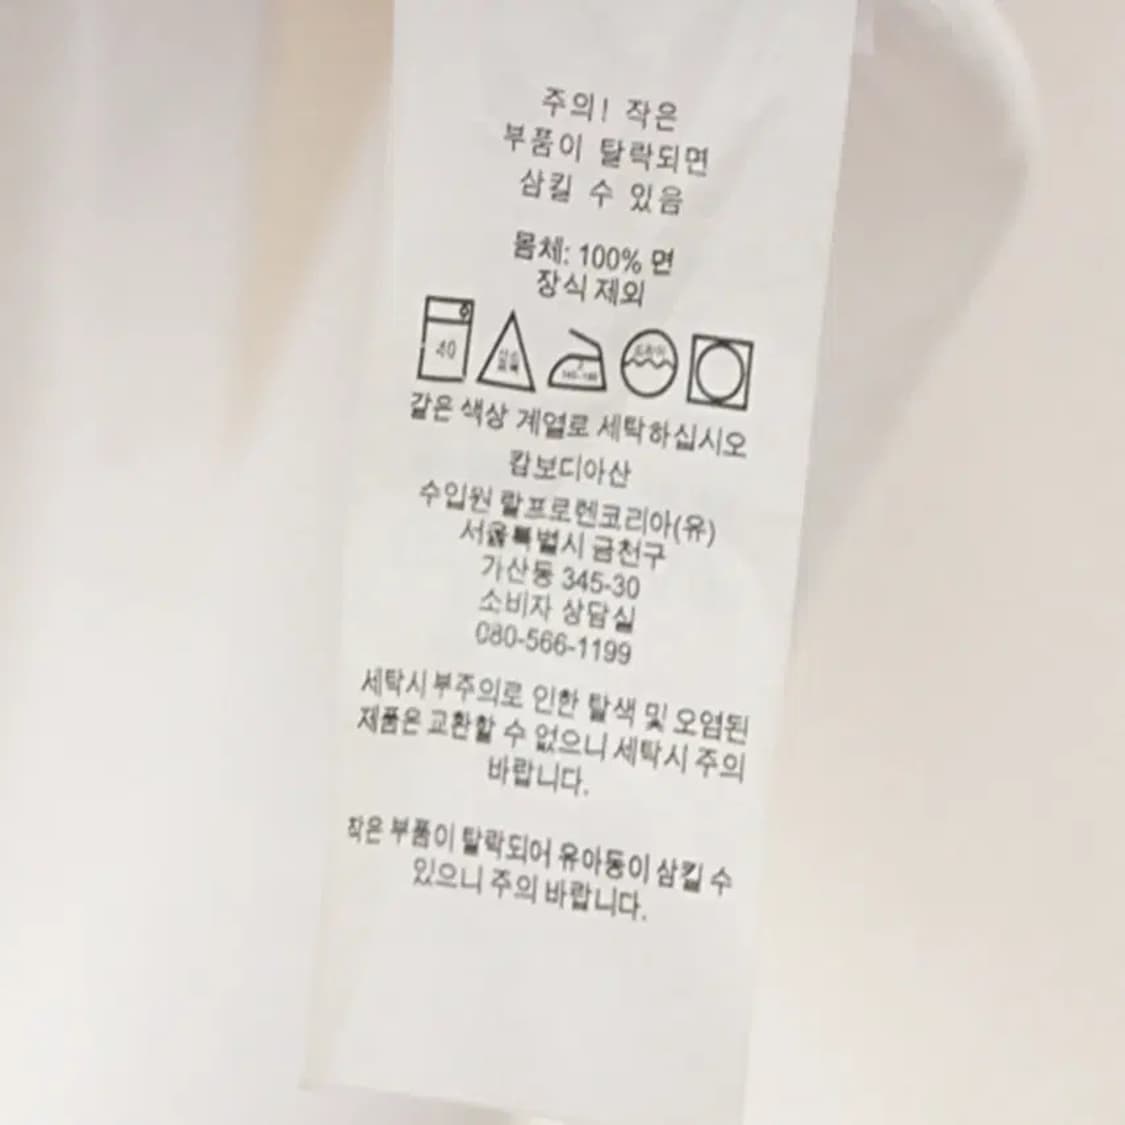 주의! 작은
부품이 탈락되면
삼킬 수 있음
몸체: 100% 면
장식 제외
40
같은 색상 계열로 세탁하십시오
캄보디아산
수입원 랄프로렌코리아(유)
서울특별시 금천구
가산동 345-30
소비자 상담실
080-566-1199
세탁시 부주의로 인한 탈색 및 오염된
제품은 교환할 수 없으니 세탁시 주의
바랍니다.
작은 부품이 탈락되어 유아동이 삼킬 수
있으니 주의 바랍니다.